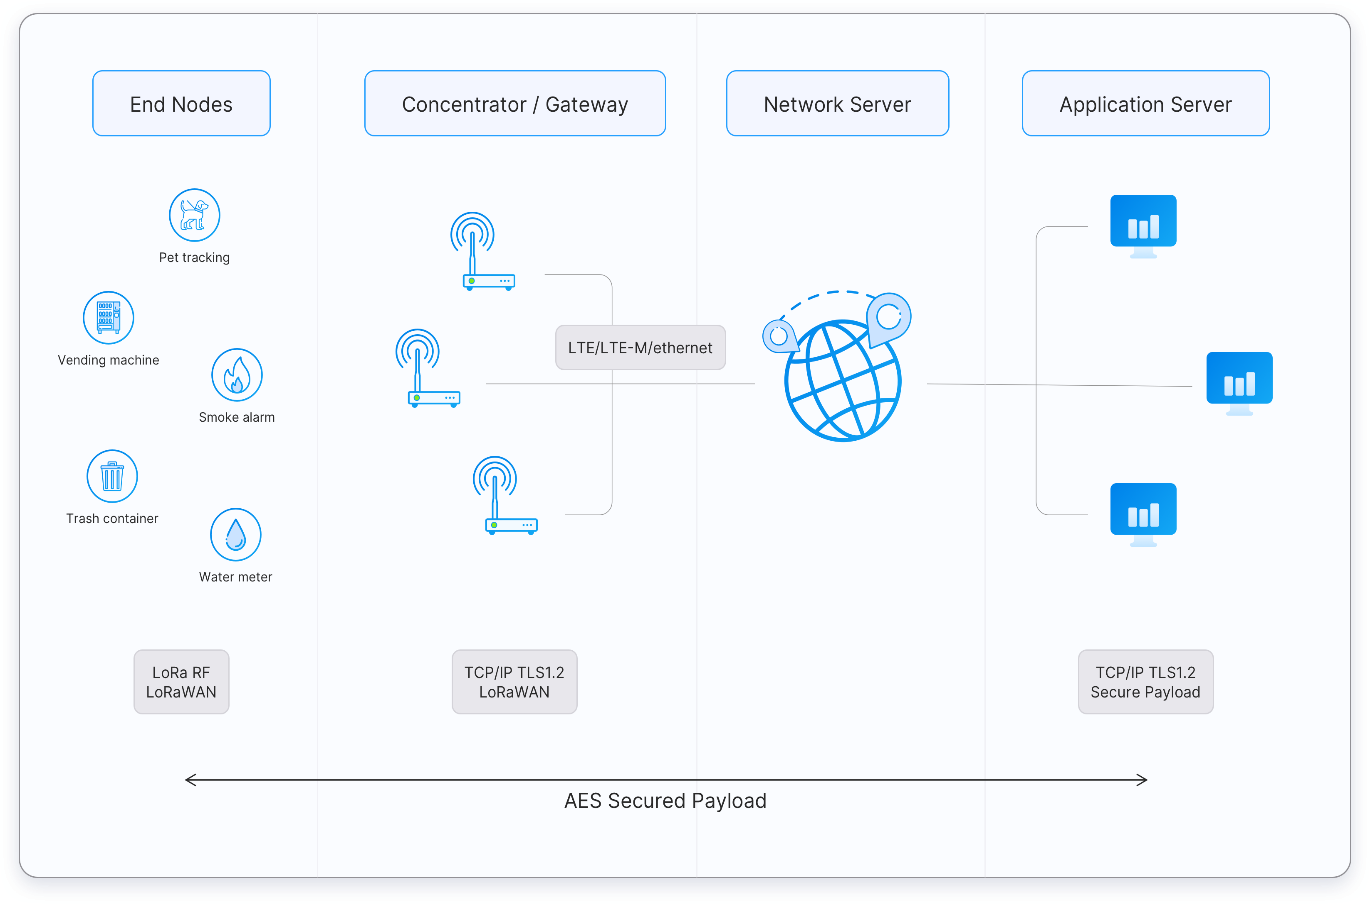 End Nodes
Concentrator / Gateway
Network Server
Application Server
Pet tracking
Vending machine
Smoke alarm
Trash container
Water meter
LTE/LTE-M/ethernet
LoRa RF
LoRaWAN
TCP/IP TLS1.2
LoRaWAN
TCP/IP TLS1.2
Secure Payload
AES Secured Payload